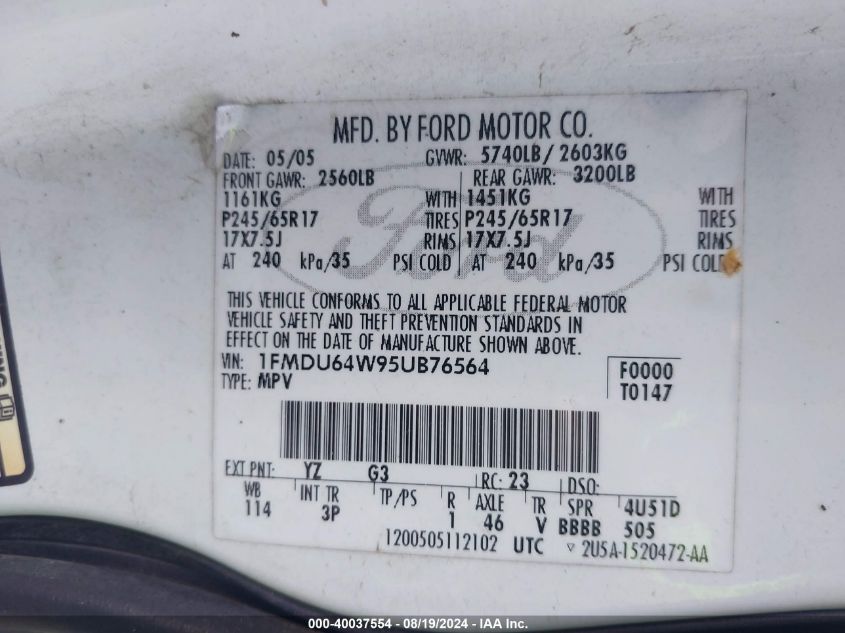 MFD. BY FORD MOTOR CO.
DATE: 05/05 GVWR: 5740LB / 2603KG
FRONT GAWR: 2560LB REAR GAWR: 3200LB
1161KG WITH 1451KG WITH
P245/65R17 TIRES P245/65R17 TIRES
17X7.5J RIMS 17X7.5J RIMS
AT 240 kPa/35 PSI COLD AT 240 kPa/35 PSI COLD
Ford
THIS VEHICLE CONFORMS TO ALL APPLICABLE FEDERAL MOTOR
VEHICLE SAFETY AND THEFT PREVENTION STANDARDS IN
EFFECT ON THE DATE OF MANUFACTURE SHOWN ABOVE.
VIN: 1FMDU64W95UB76564 F0000
TYPE: MPV T0147
EXT PNT: YZ G3 RC: 23 DSO:
WB INT TR TP/PS R AXLE TR SPR 4U51D
114 3P 1 46 V BBBB 505
1200505112102 UTC ▽ 2U5A-1520472-AA
000-40037554 - 08/19/2024 - IAA Inc.